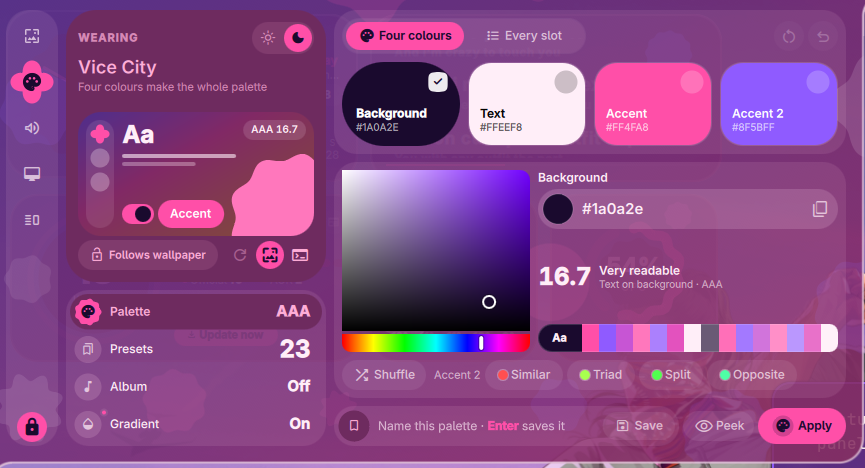 WEARING
Vice City
Four colours make the whole palette
Aa
AAA 16.7
Accent
Follows wallpaper
Palette
AAA
Presets
23
Album
Off
Gradient
On
Four colours
Every slot
Background
#1A0A2E
Text
#FFEEF8
Accent
#FF4FA8
Accent 2
#8F5BFF
Background
#1a0a2e
16.7
Very readable
Text on background · AAA
Aa
Shuffle
Accent 2
Similar
Triad
Split
Opposite
Name this palette · Enter saves it
Save
Peek
Apply
Update now
54%